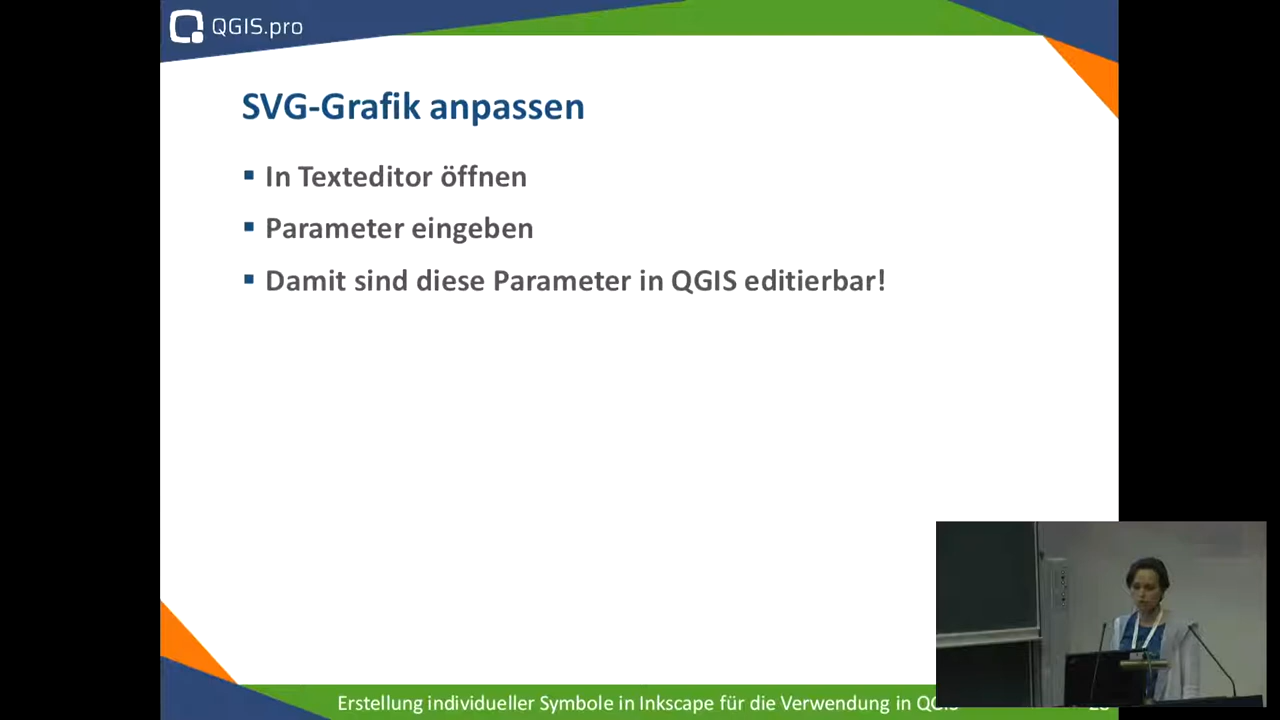 QGIS.pro
SVG-Grafik anpassen
▪ In Texteditor öffnen
▪ Parameter eingeben
▪ Damit sind diese Parameter in QGIS editierbar!
Erstellung individueller Symbole in Inkscape für die Verwendung in QGIS